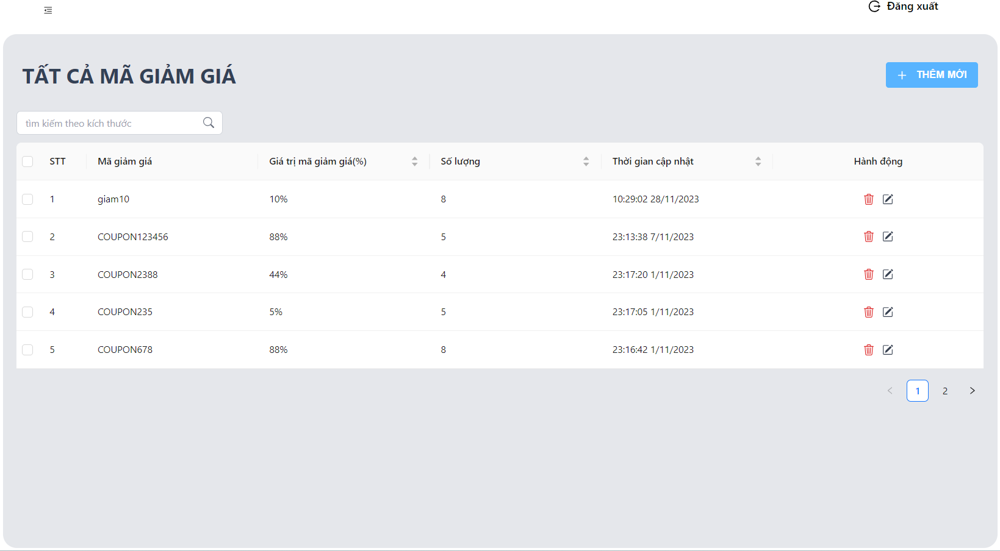 Đăng xuất
TẤT CẢ MÃ GIẢM GIÁ
THÊM MỚI
tìm kiếm theo kích thước
STT Mã giảm giá Giá trị mã giảm giá(%) Số lượng Thời gian cập nhật Hành động
1 giam10 10% 8 10:29:02 28/11/2023
2 COUPON123456 88% 5 23:13:38 7/11/2023
3 COUPON2388 44% 4 23:17:20 1/11/2023
4 COUPON235 5% 5 23:17:05 1/11/2023
5 COUPON678 88% 8 23:16:42 1/11/2023
1 2